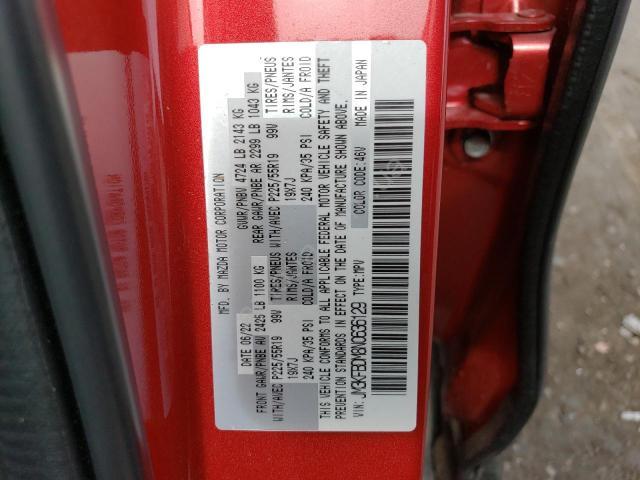 MFD. BY MAZDA MOTOR CORPORATION
DATE 06/22 GVWR/PNBV 4724 LB 2143 KG
FRONT GAWR/PNBE AV 2425 LB 1100 KG REAR GAWR/PNBE AR 2299 LB 1043 KG
WITH/AVEC P225/55R19 99V TIRES/PNEUS WITH/AVEC P225/55R19 99V TIRES/PNEUS
19X7J RIMS/JANTES 19X7J RIMS/JANTES
240 KPA/35 PSI COLD/A FROID 240 KPA/35 PSI COLD/A FROID
THIS VEHICLE CONFORMS TO ALL APPLICABLE FEDERAL MOTOR VEHICLE SAFETY AND THEFT
PREVENTION STANDARDS IN EFFECT ON THE DATE OF MANUFACTURE SHOWN ABOVE.
VIN: JM3KFBDM8N0636129 TYPE:MPV COLOR CODE:46V MADE IN JAPAN